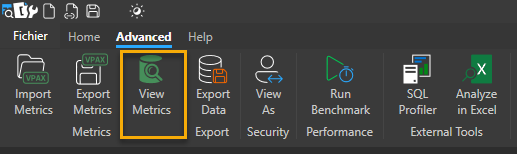 Fichier Home Advanced Help
VPAX VPAX
Import Export View Export View Run SQL Analyze
Metrics Metrics Metrics Data As Benchmark Profiler in Excel
Metrics Export Security Performance External Tools